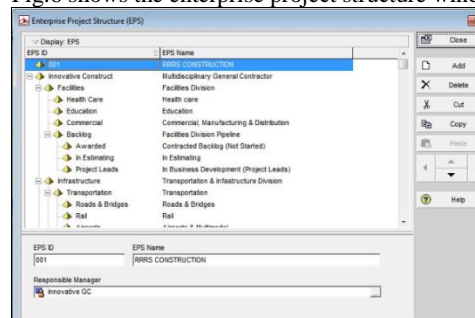 Fig.6 shows the enterprise project structure
Enterprise Project Structure (EPS)
Display: EPS
EPS ID EPS Name
001 RRRS CONSTRUCTION
Innovative Construct Multidisciplinary General Contractor
Facilities Facilities Division
Health Care Health care
Education Education
Commercial Commercial, Manufacturing & Distribution
Backlog Facilities Division Pipeline
Awarded Contracted Backlog (Not Started)
In Estimating In Estimating
Project Leads In Business Development (Project Leads)
Infrastructure Transportation & Infastructure Division
Transportation Transportation
Roads & Bridges Roads & Bridges
Rail Rail
EPS ID EPS Name
001 RRRS CONSTRUCTION
Responsible Manager
Innovative QC
Close
Add
Delete
Cut
Copy
Paste
Help